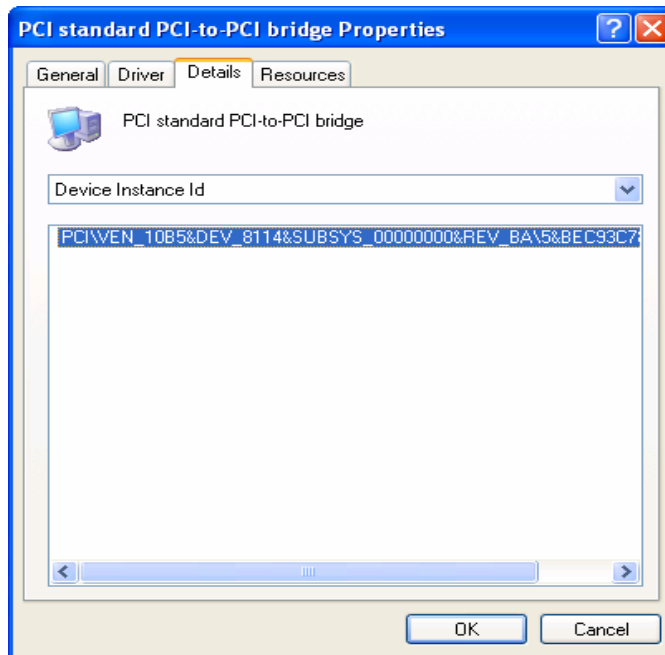 PCI standard PCI-to-PCI bridge Properties
General Driver Details Resources
PCI standard PCI-to-PCI bridge
Device Instance Id
PCI\VEN_10B5&DEV_8114&SUBSYS_00000000&REV_BA\5&BEC93C7
OK Cancel